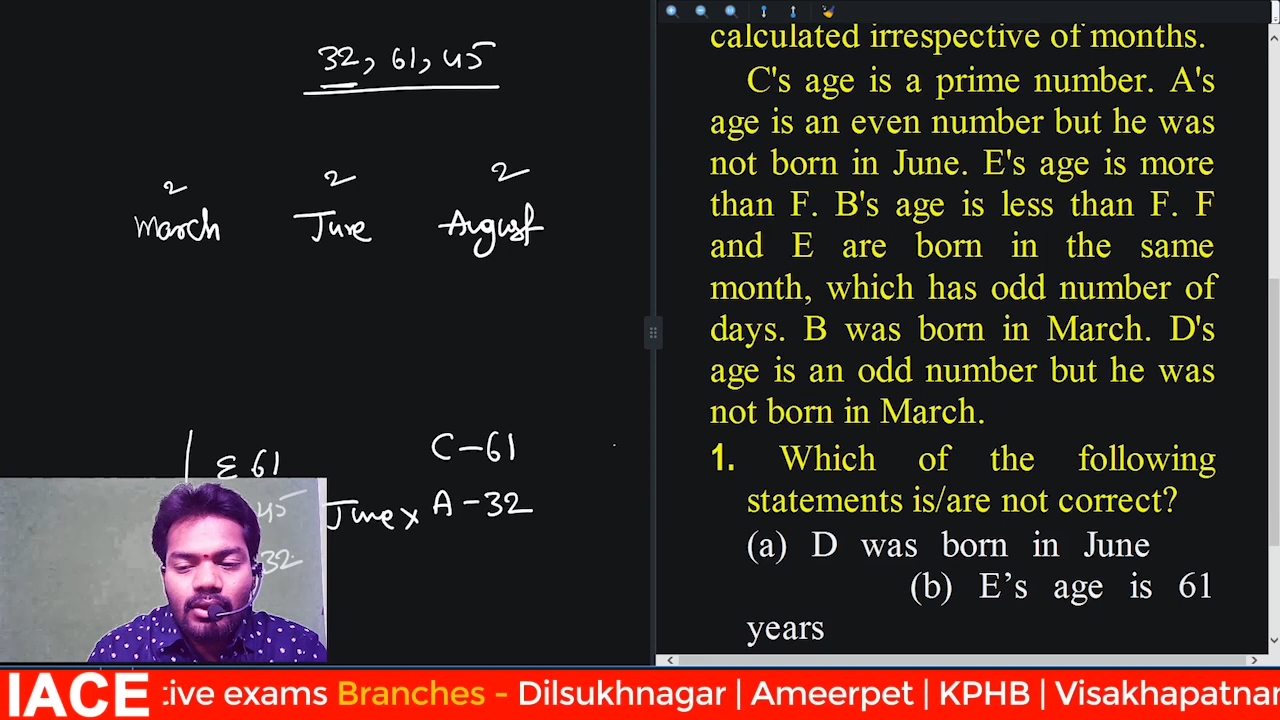 32, 61, 45
2 2 2
March June August
C-61
E 61
45 June x A-32
32
calculated irrespective of months.
C's age is a prime number. A's
age is an even number but he was
not born in June. E's age is more
than F. B's age is less than F. F
and E are born in the same
month, which has odd number of
days. B was born in March. D's
age is an odd number but he was
not born in March.
1. Which of the following
statements is/are not correct?
(a) D was born in June
(b) E’s age is 61
years
IACE tive exams Branches - Dilsukhnagar | Ameerpet | KPHB | Visakhapatnar